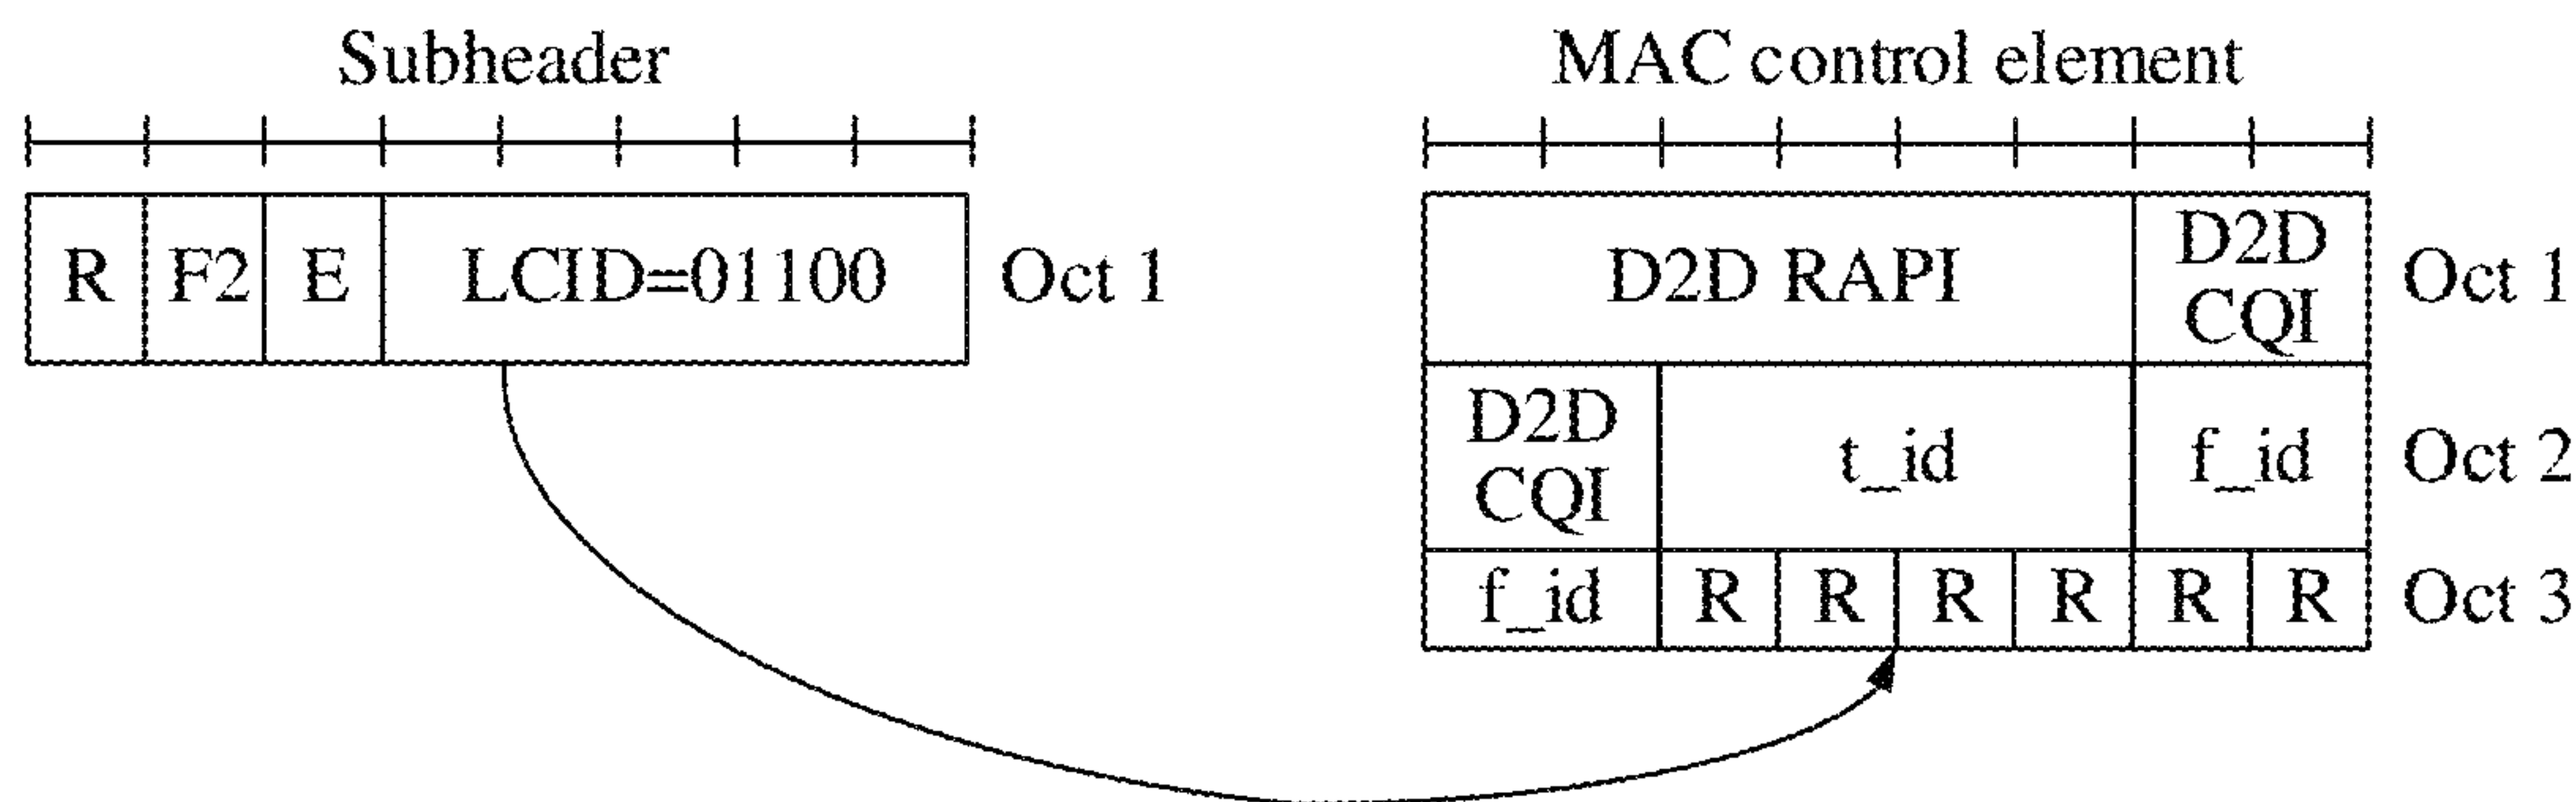 Subheader
R F2 E LCID=01100 Oct 1
MAC control element
D2D RAPI D2D CQI Oct 1
D2D CQI t_id f_id Oct 2
f_id R R R R R R Oct 3